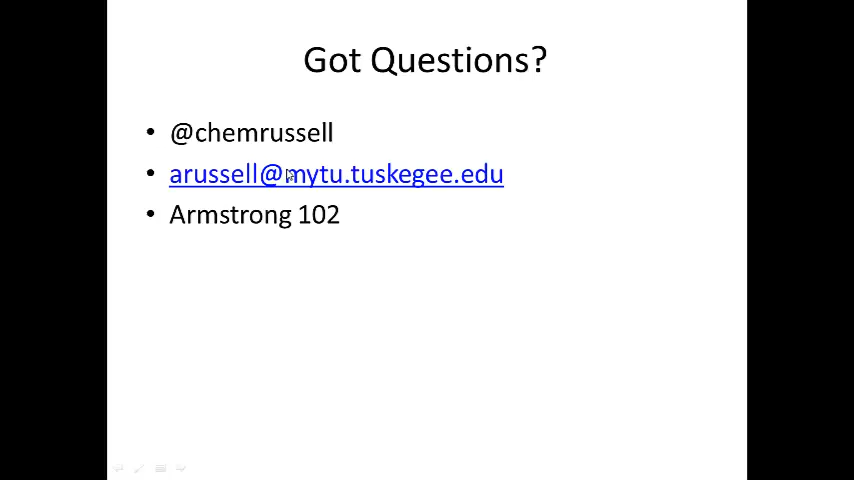 Got Questions?
• @chemrussell
• arussell@mytu.tuskegee.edu
• Armstrong 102